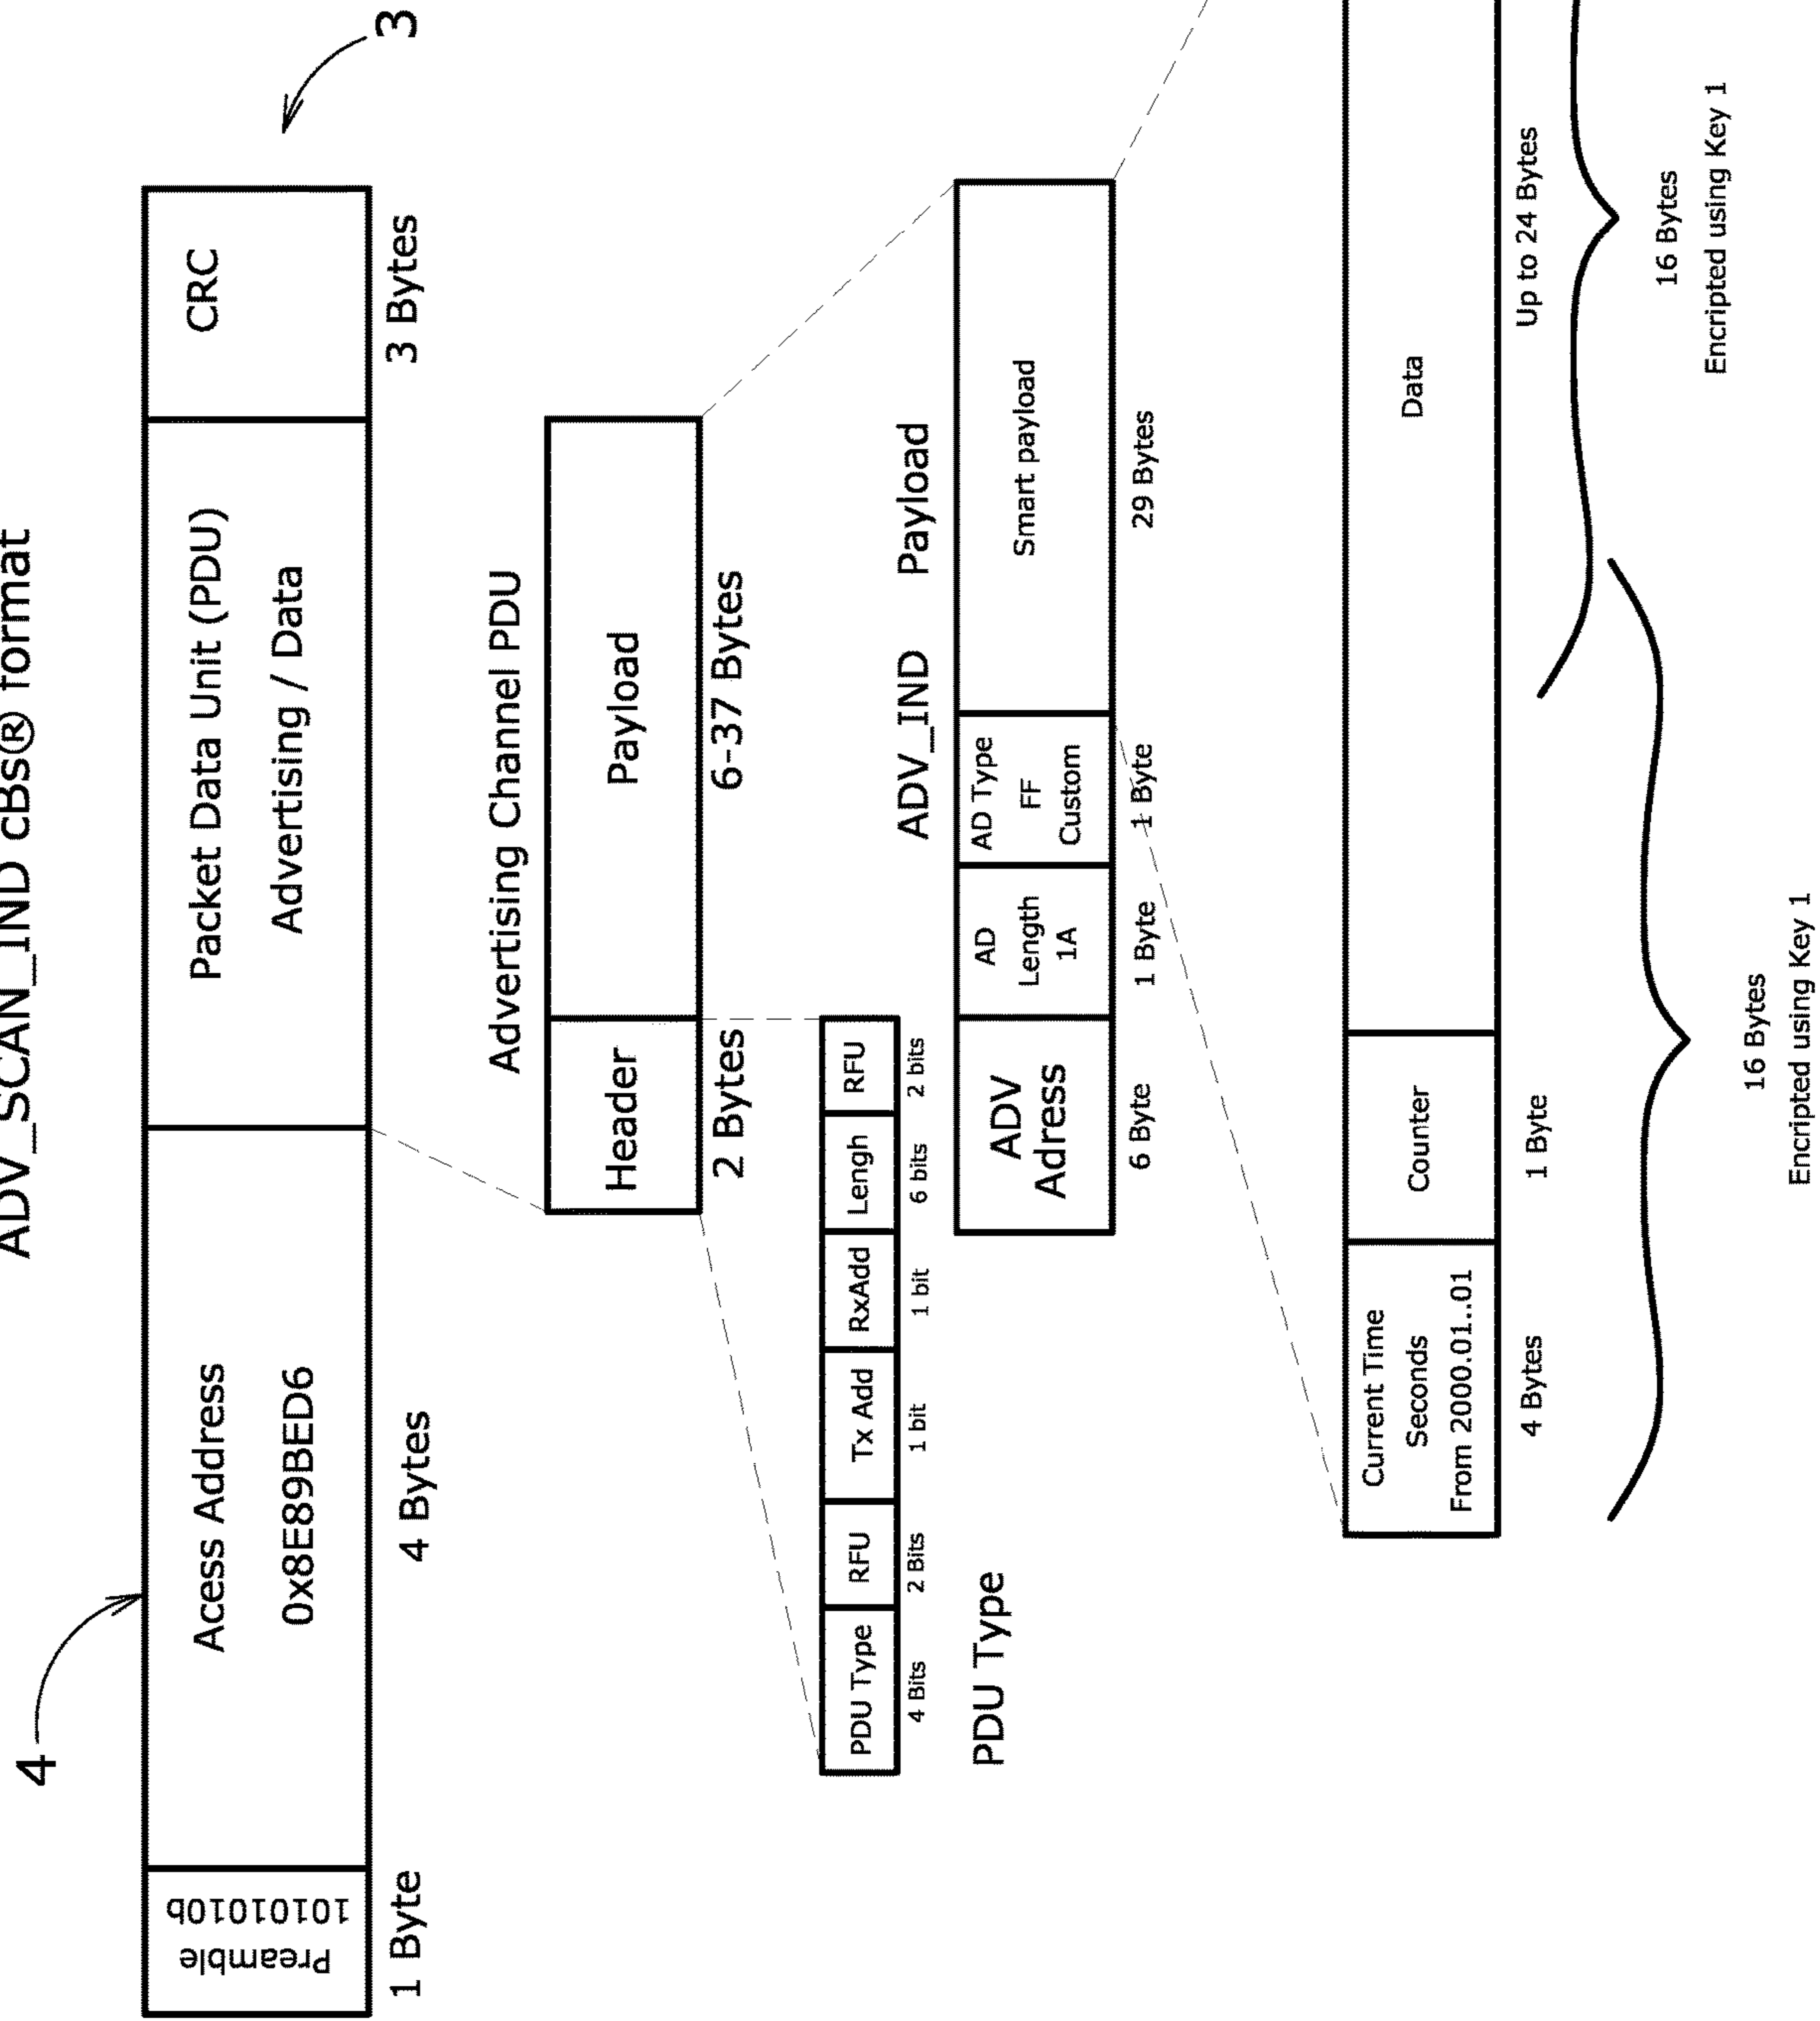 ADV_SCAN_IND cBs® format
3
4
Preamble
1010101b
Acess Address
0x8E89BED6
Packet Data Unit (PDU)
Advertising / Data
CRC
1 Byte
4 Bytes
3 Bytes
Advertising Channel PDU
Header
Payload
2 Bytes
6-37 Bytes
PDU Type
RFU
Tx Add
RxAdd
Lengh
RFU
4 Bits
2 Bits
1 bit
1 bit
6 bits
2 bits
PDU Type
ADV_IND Payload
ADV
Adress
AD
Length
1A
AD Type
FF
Custom
Smart payload
6 Byte
1 Byte
1 Byte
29 Bytes
Current Time
Seconds
From 2000.01..01
Counter
Data
4 Bytes
1 Byte
Up to 24 Bytes
16 Bytes
Encripted using Key 1
16 Bytes
Encripted using Key 1